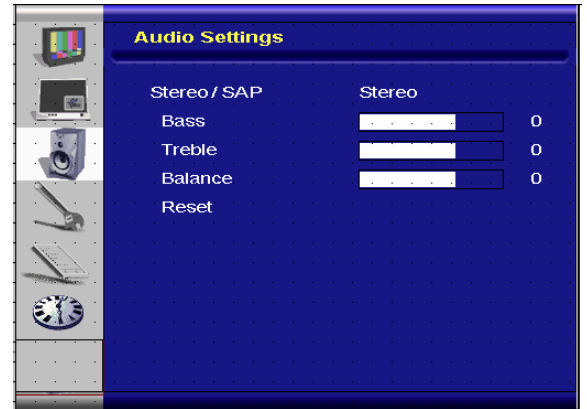 Audio Settings
Stereo / SAP Stereo
Bass 0
Treble 0
Balance 0
Reset